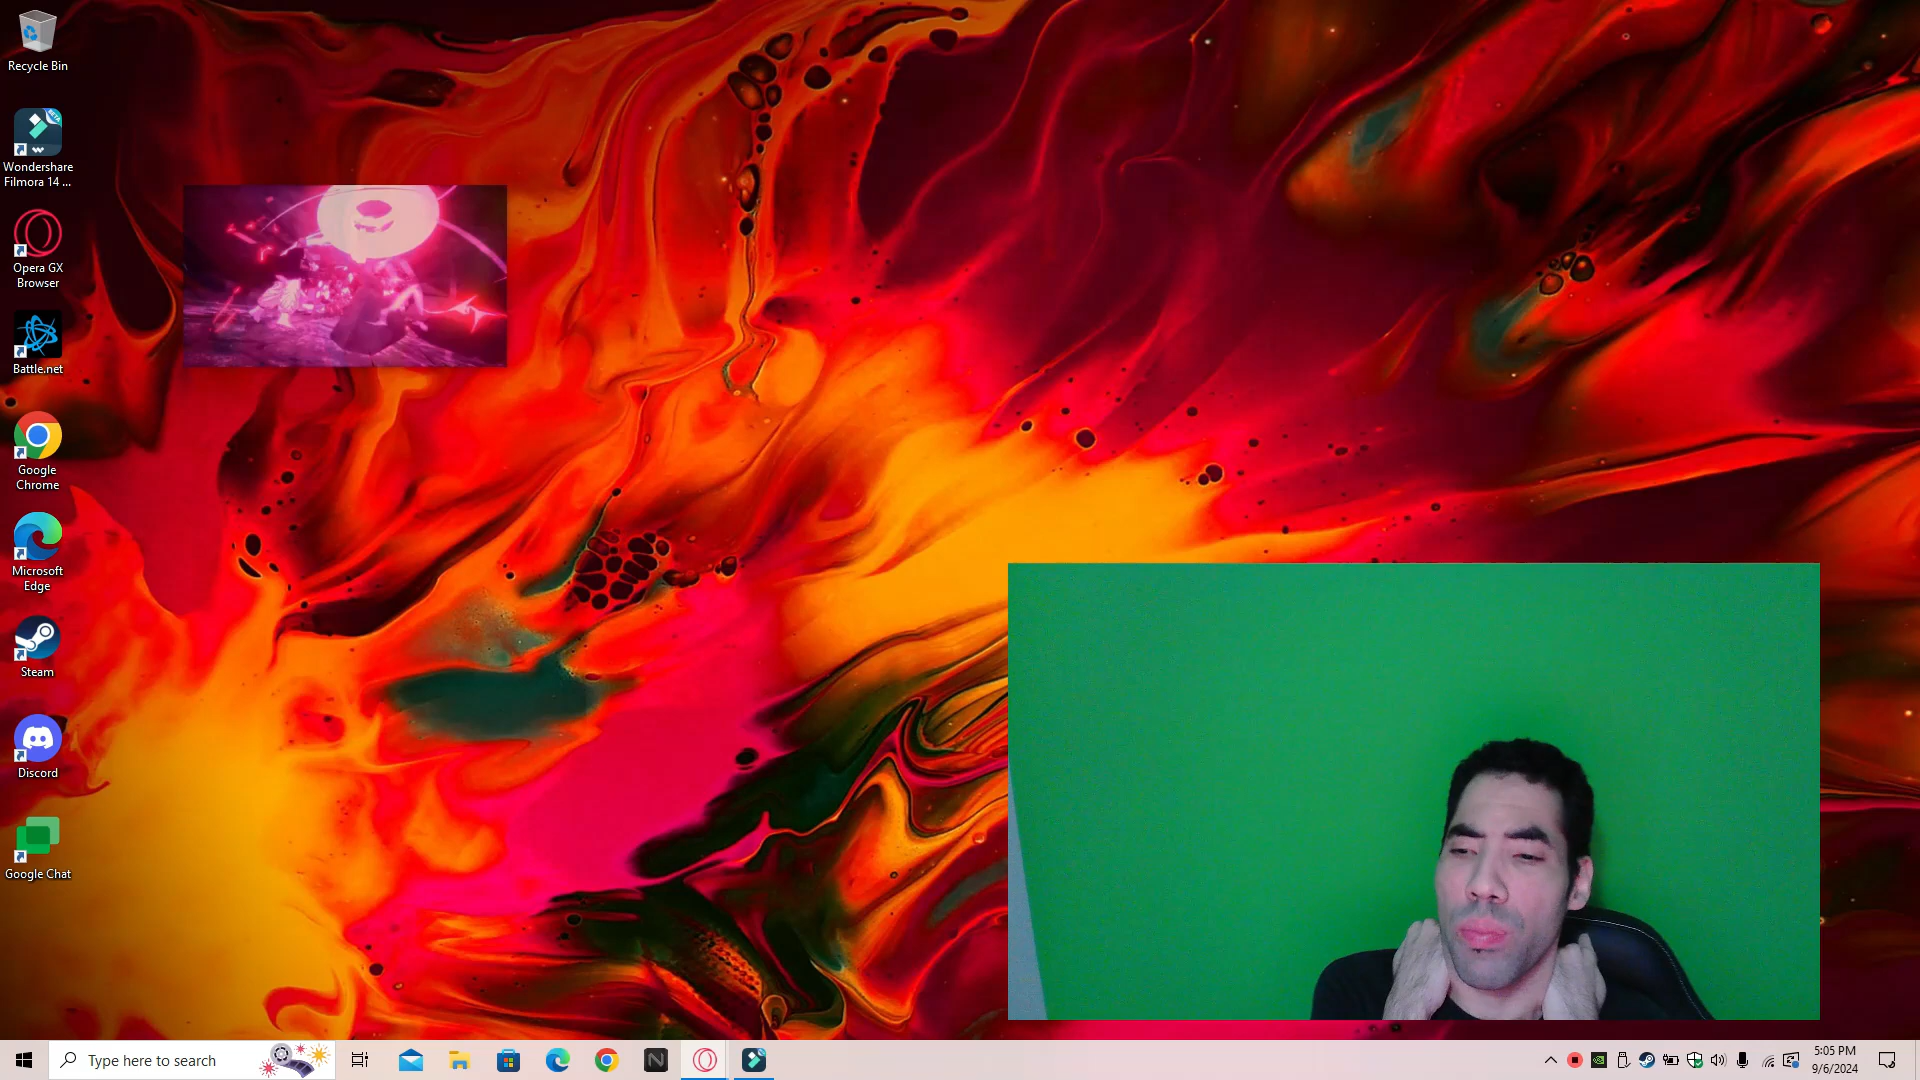 Recycle Bin
Wondershare
Filmora 14 ...
Opera GX
Browser
Battle.net
Google
Chrome
Microsoft
Edge
Steam
Discord
Google Chat
Type here to search
5:05 PM
9/6/2024